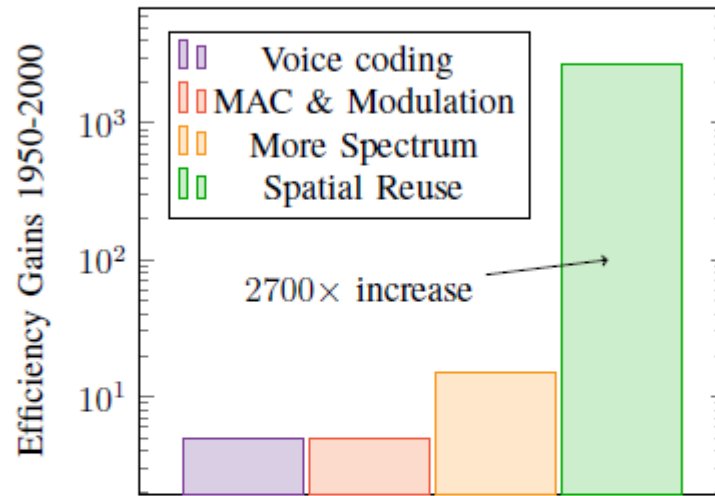 Efficiency Gains 1950-2000
10³
10²
10¹
Voice coding
MAC & Modulation
More Spectrum
Spatial Reuse
2700× increase